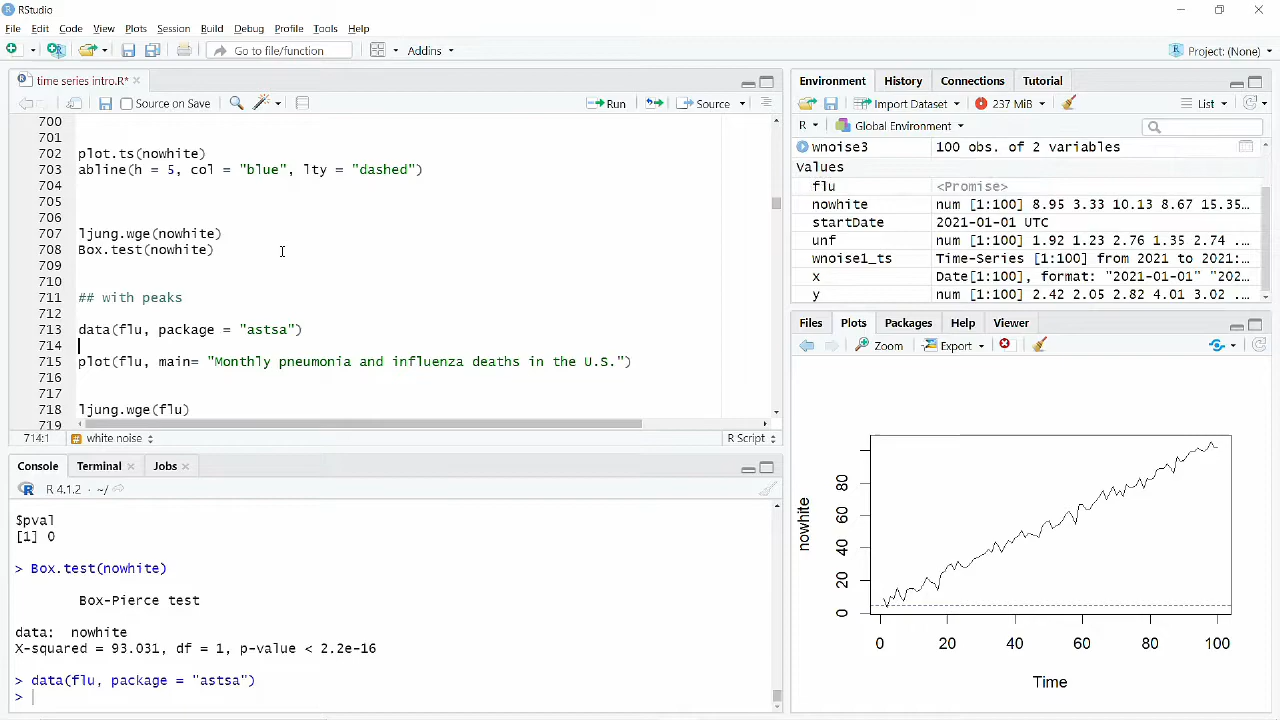 RStudio
File Edit Code View Plots Session Build Debug Profile Tools Help
Go to file/function Addins Project: (None)
time series intro.R*
Source on Save Run Source
700
701
702 plot.ts(nowhite)
703 abline(h = 5, col = "blue", lty = "dashed")
704
705
706
707 ljung.wge(nowhite)
708 Box.test(nowhite)
709
710
711 ## with peaks
712
713 data(flu, package = "astsa")
714
715 plot(flu, main= "Monthly pneumonia and influenza deaths in the U.S.")
716
717
718 ljung.wge(flu)
719
714:1 # white noise R Script
Console Terminal Jobs
R R 4.1.2 · ~/
$pval
[1] 0
> Box.test(nowhite)
Box-Pierce test
data: nowhite
X-squared = 93.031, df = 1, p-value < 2.2e-16
> data(flu, package = "astsa")
>
Environment History Connections Tutorial
Import Dataset 237 MiB List
R Global Environment
wnoise3 100 obs. of 2 variables
values
flu <Promise>
nowhite num [1:100] 8.95 3.33 10.13 8.67 15.35…
startDate 2021-01-01 UTC
unf num [1:100] 1.92 1.23 2.76 1.35 2.74 …
wnoise1_ts Time-Series [1:100] from 2021 to 2021:…
x Date[1:100], format: "2021-01-01" "202…
y num [1:100] 2.42 2.05 2.82 4.01 3.02 …
Files Plots Packages Help Viewer
Zoom Export
nowhite
80
60
40
20
0
0 20 40 60 80 100
Time